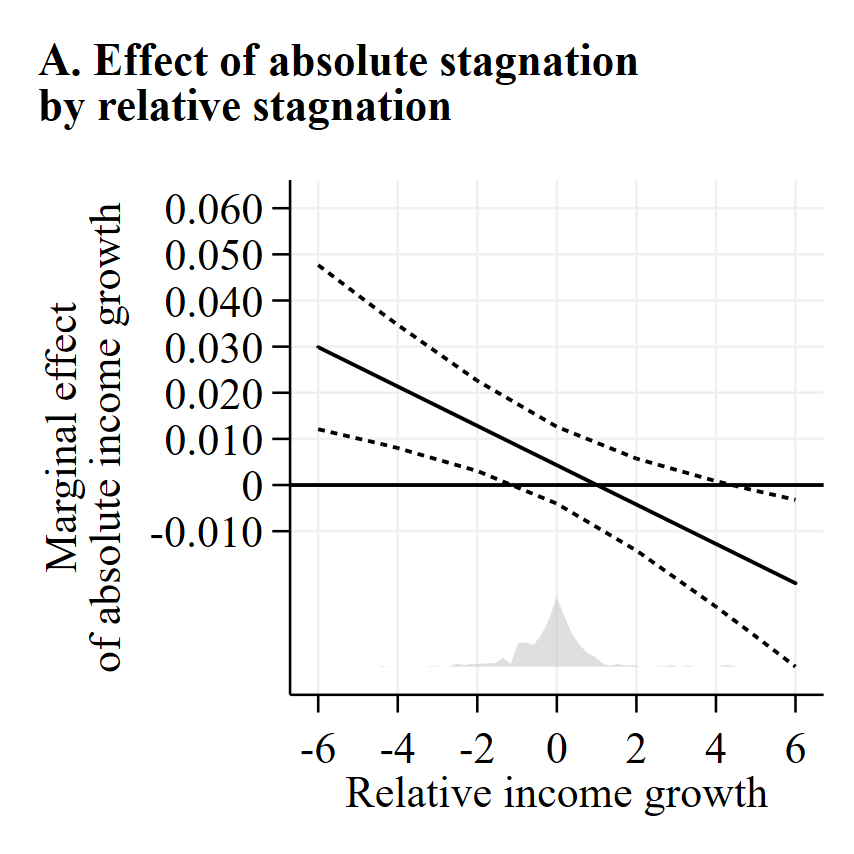 A. Effect of absolute stagnation
by relative stagnation
Marginal effect
of absolute income growth
0.060
0.050
0.040
0.030
0.020
0.010
0
-0.010
-6 -4 -2 0 2 4 6
Relative income growth